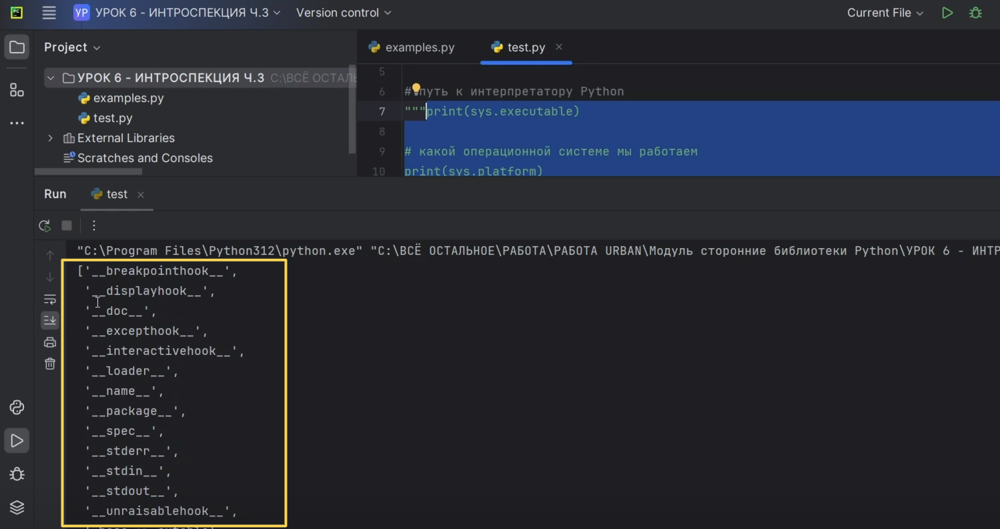 PC
УР УРОК 6 - ИНТРОСПЕКЦИЯ Ч.3 Version control Current File
Project
examples.py test.py
УРОК 6 - ИНТРОСПЕКЦИЯ Ч.3 C:\ВСЁ ОСТАЛЬ
examples.py
test.py
External Libraries
Scratches and Consoles
5
6 # путь к интерпретатору Python
7 """print(sys.executable)
8
9 # какой операционной системе мы работаем
10 print(sys.platform)
Run test
"C:\Program Files\Python312\python.exe" "C:\ВСЁ ОСТАЛЬНОЕ\РАБОТА\РАБОТА URBAN\Модуль сторонние библиотеки Python\УРОК 6 - ИНТР
['__breakpointhook__',
'__displayhook__',
'__doc__',
'__excepthook__',
'__interactivehook__',
'__loader__',
'__name__',
'__package__',
'__spec__',
'__stderr__',
'__stdin__',
'__stdout__',
'__unraisablehook__',